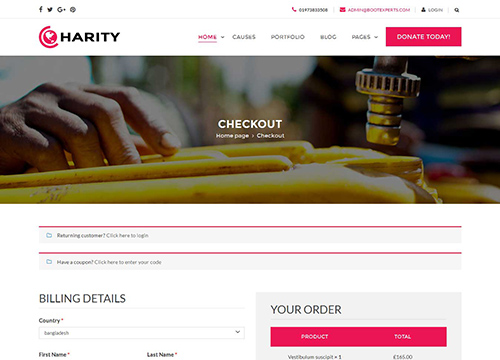 01973833508
ADMIN@BOOTEXPERTS.COM
LOGIN
HARITY
HOME
CAUSES
PORTFOLIO
BLOG
PAGES
DONATE TODAY!
CHECKOUT
Home page › Checkout
Returning customer? Click here to login
Have a coupon? Click here to enter your code
BILLING DETAILS
Country *
bangladesh
First Name *
Last Name *
YOUR ORDER
PRODUCT
TOTAL
Vestibulum suscipit × 1
£165.00